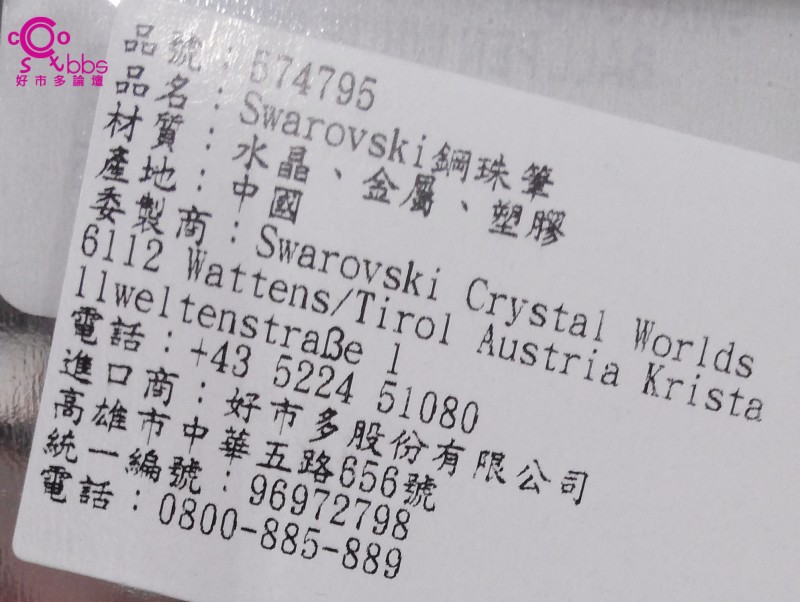 Costbbs
好市多論壇
品號：574795
品名：Swarovski鋼珠筆
材質：水晶、金屬、塑膠
產地：中國
委製商：Swarovski Crystal Worlds
6112 Wattens/Tirol Austria Krista
llweltenstraße 1
電話：+43 5224 51080
進口商：好市多股份有限公司
高雄市中華五路656號
統一編號：96972798
電話：0800-885-889